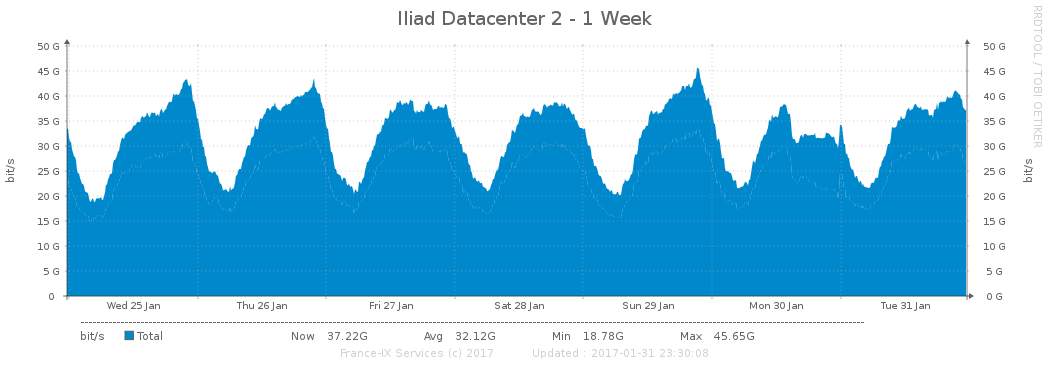 Iliad Datacenter 2 - 1 Week
RRDTOOL / TOBI OETIKER
50 G 50 G
45 G 45 G
40 G 40 G
35 G 35 G
30 G 30 G
25 G 25 G
20 G 20 G
15 G 15 G
10 G 10 G
5 G 5 G
0 0 G
bit/s bit/s
Wed 25 Jan Thu 26 Jan Fri 27 Jan Sat 28 Jan Sun 29 Jan Mon 30 Jan Tue 31 Jan
bit/s Total Now 37.22G Avg 32.12G Min 18.78G Max 45.65G
France-IX Services (c) 2017 Updated : 2017-01-31 23:30:08